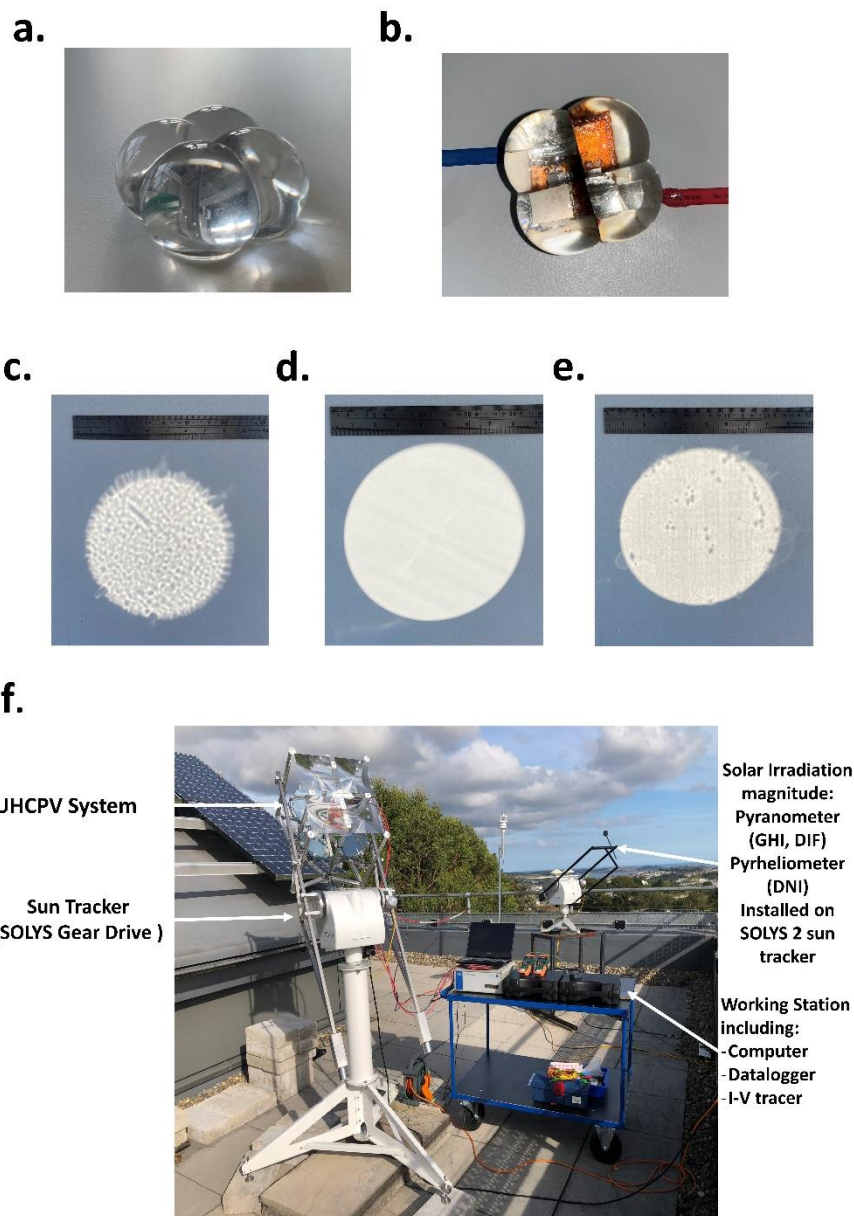 a.
b.
c.
d.
e.
f.
UHCPV System
Sun Tracker
SOLYS Gear Drive )
Solar Irradiation
magnitude:
Pyranometer
(GHI, DIF)
Pyrheliometer
(DNI)
Installed on
SOLYS 2 sun
tracker
Working Station
including:
-Computer
-Datalogger
-I-V tracer